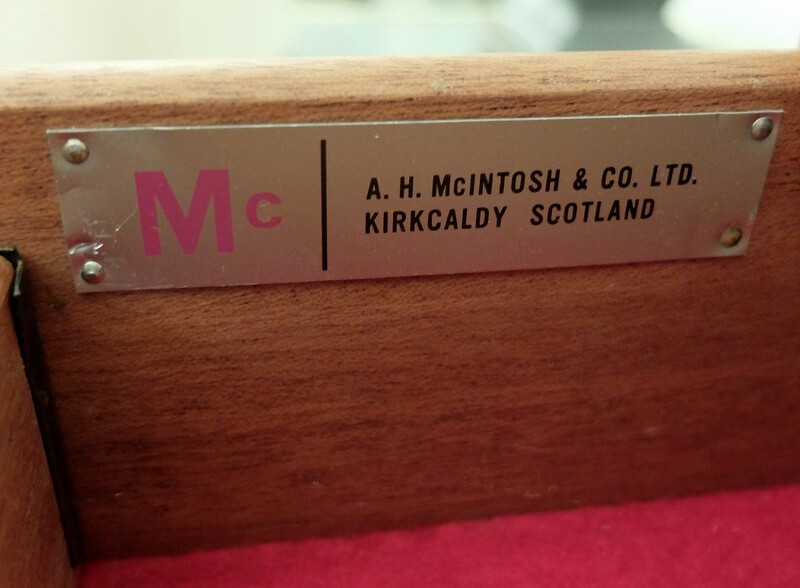 Mc
A. H. McINTOSH & CO. LTD.
KIRKCALDY SCOTLAND